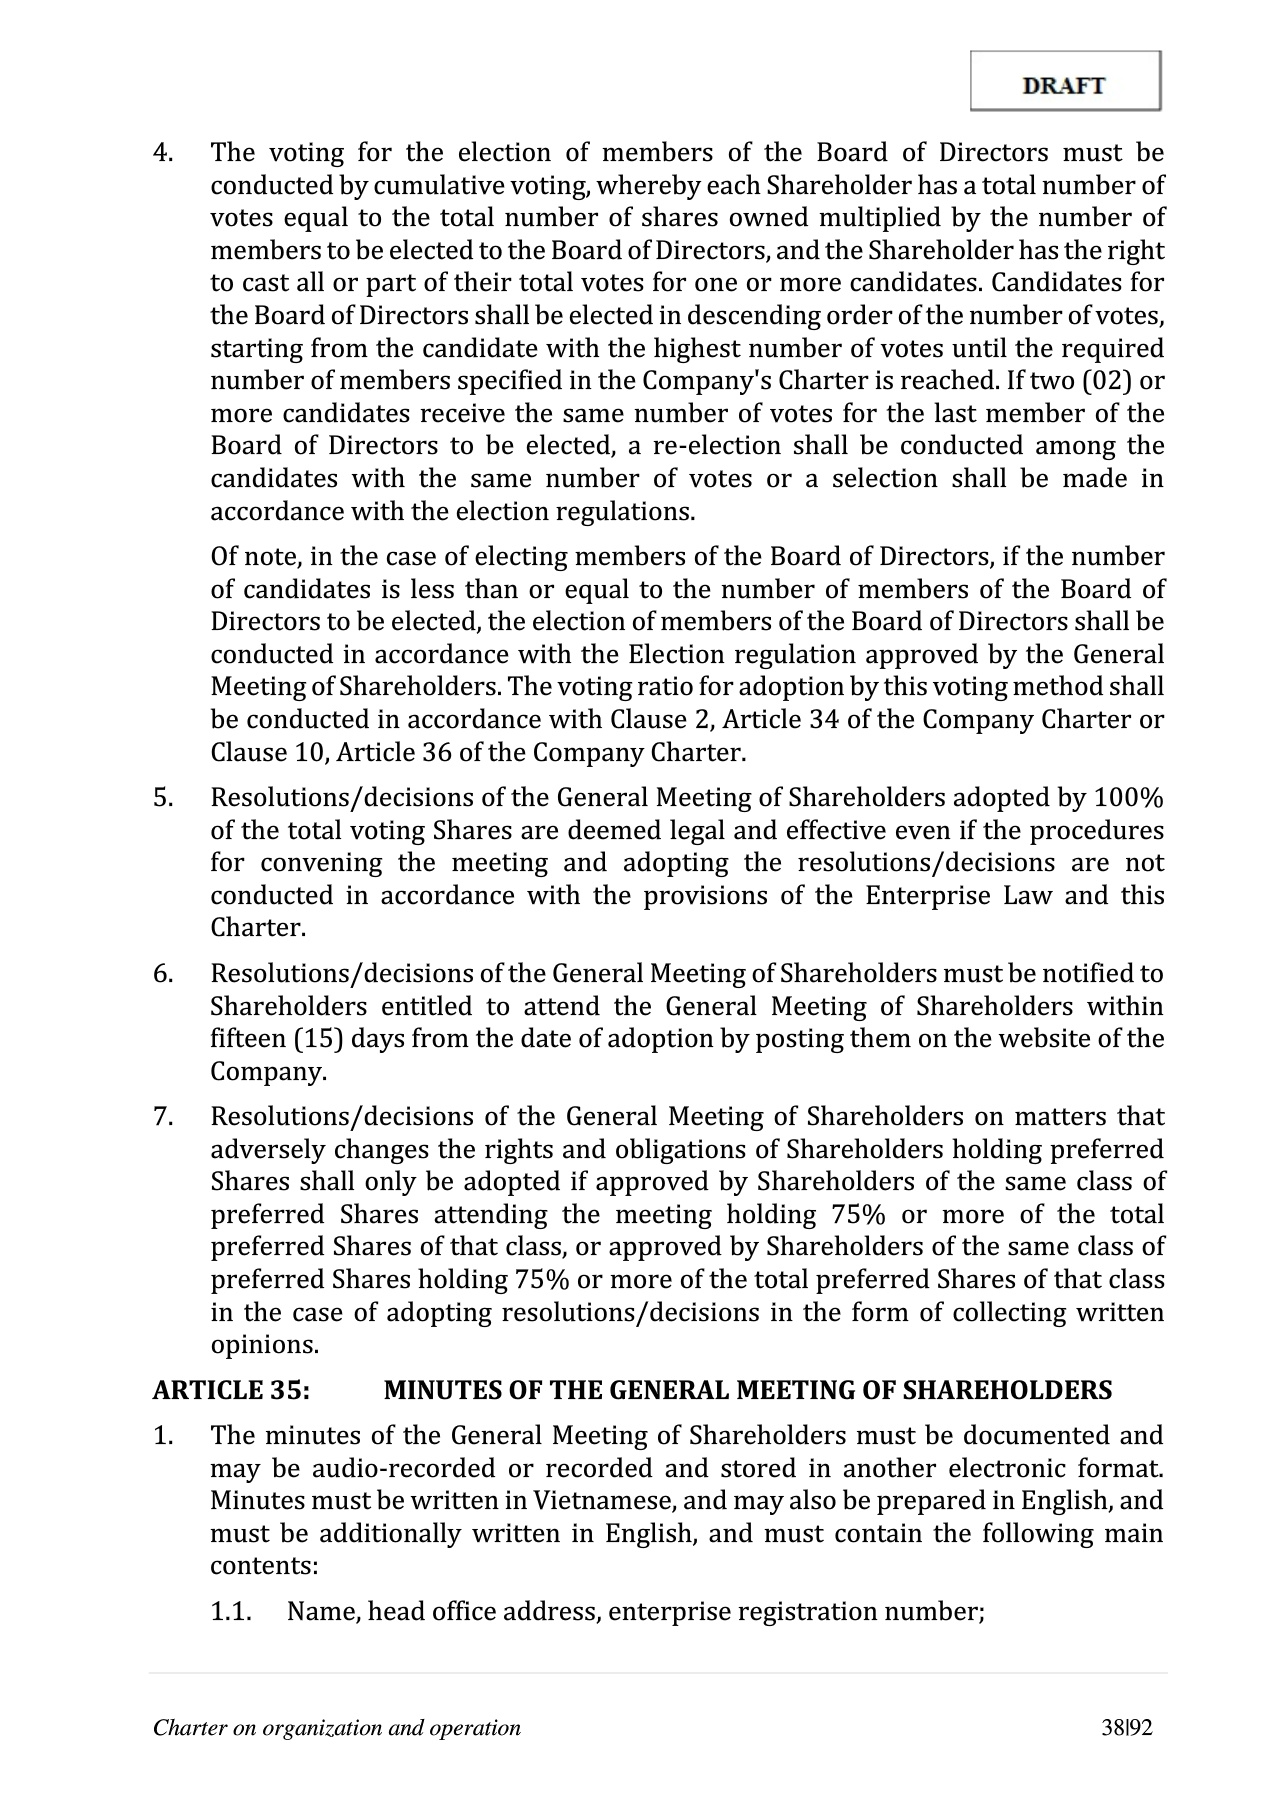 DRAFT
4. The voting for the election of members of the Board of Directors must be
conducted by cumulative voting, whereby each Shareholder has a total number of
votes equal to the total number of shares owned multiplied by the number of
members to be elected to the Board of Directors, and the Shareholder has the right
to cast all or part of their total votes for one or more candidates. Candidates for
the Board of Directors shall be elected in descending order of the number of votes,
starting from the candidate with the highest number of votes until the required
number of members specified in the Company's Charter is reached. If two (02) or
more candidates receive the same number of votes for the last member of the
Board of Directors to be elected, a re-election shall be conducted among the
candidates with the same number of votes or a selection shall be made in
accordance with the election regulations.
Of note, in the case of electing members of the Board of Directors, if the number
of candidates is less than or equal to the number of members of the Board of
Directors to be elected, the election of members of the Board of Directors shall be
conducted in accordance with the Election regulation approved by the General
Meeting of Shareholders. The voting ratio for adoption by this voting method shall
be conducted in accordance with Clause 2, Article 34 of the Company Charter or
Clause 10, Article 36 of the Company Charter.
5. Resolutions/decisions of the General Meeting of Shareholders adopted by 100%
of the total voting Shares are deemed legal and effective even if the procedures
for convening the meeting and adopting the resolutions/decisions are not
conducted in accordance with the provisions of the Enterprise Law and this
Charter.
6. Resolutions/decisions of the General Meeting of Shareholders must be notified to
Shareholders entitled to attend the General Meeting of Shareholders within
fifteen (15) days from the date of adoption by posting them on the website of the
Company.
7. Resolutions/decisions of the General Meeting of Shareholders on matters that
adversely changes the rights and obligations of Shareholders holding preferred
Shares shall only be adopted if approved by Shareholders of the same class of
preferred Shares attending the meeting holding 75% or more of the total
preferred Shares of that class, or approved by Shareholders of the same class of
preferred Shares holding 75% or more of the total preferred Shares of that class
in the case of adopting resolutions/decisions in the form of collecting written
opinions.
ARTICLE 35: MINUTES OF THE GENERAL MEETING OF SHAREHOLDERS
1. The minutes of the General Meeting of Shareholders must be documented and
may be audio-recorded or recorded and stored in another electronic format.
Minutes must be written in Vietnamese, and may also be prepared in English, and
must be additionally written in English, and must contain the following main
contents:
1.1. Name, head office address, enterprise registration number;
Charter on organization and operation 38|92